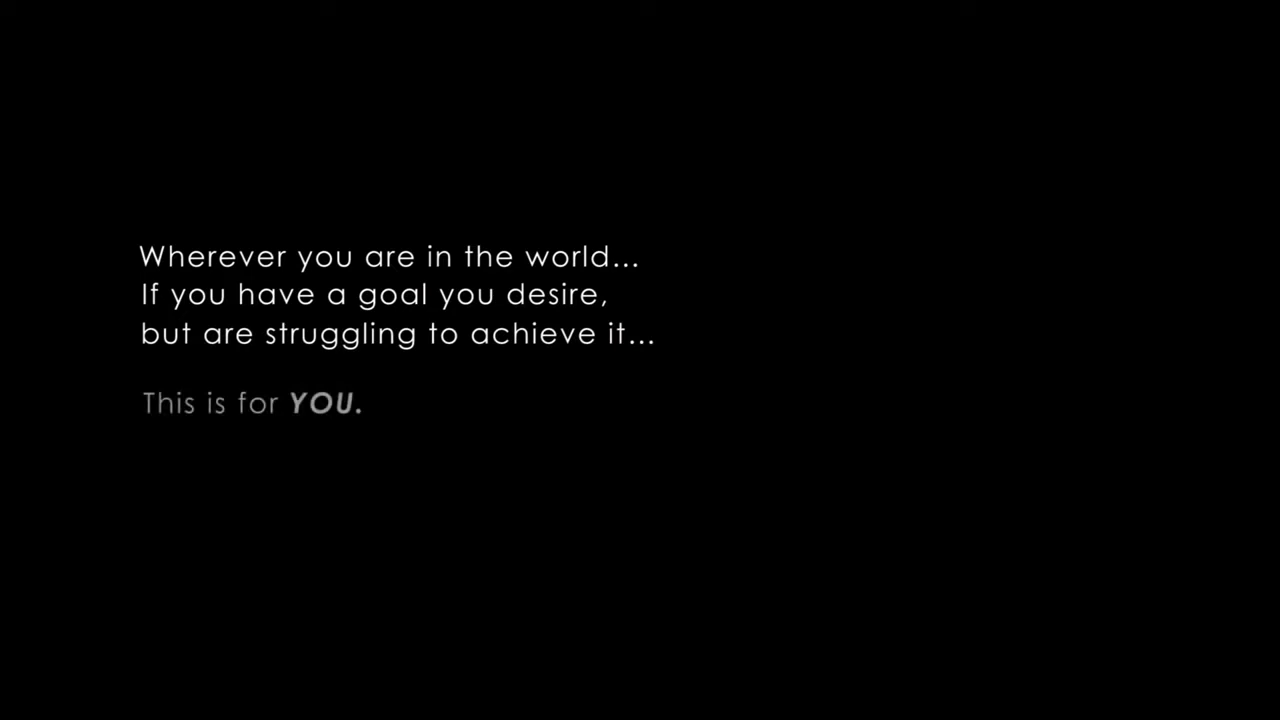 Wherever you are in the world...
If you have a goal you desire,
but are struggling to achieve it...
This is for YOU.